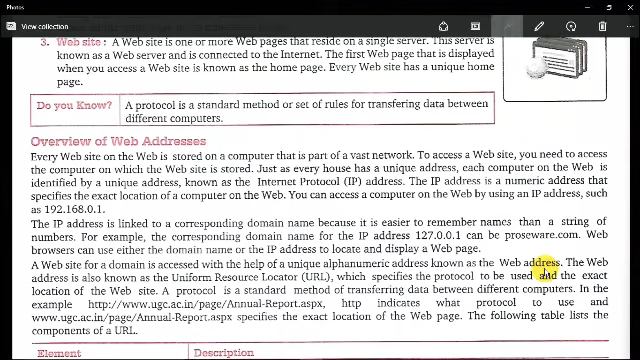 Photos
View collection
3. Web site : A Web site is one or more Web pages that reside on a single server. This server is
known as a Web server and is connected to the Internet. The first Web page that is displayed
when you access a Web site is known as the home page. Every Web site has a unique home
page.
Do you Know? A protocol is a standard method or set of rules for transfering data between
different computers.
Overview of Web Addresses
Every Web site on the Web is stored on a computer that is part of a vast network. To access a Web site, you need to access
the computer on which the Web site is stored. Just as every house has a unique address, each computer on the Web is
identified by a unique address, known as the Internet Protocol (IP) address. The IP address is a numeric address that
specifies the exact location of a computer on the Web. You can access a computer on the Web by using an IP address, such
as 192.168.0.1.
The IP address is linked to a corresponding domain name because it is easier to remember names than a string of
numbers. For example, the corresponding domain name for the IP address 127.0.0.1 can be proseware.com. Web
browsers can use either the domain name or the IP address to locate and display a Web page.
A Web site for a domain is accessed with the help of a unique alphanumeric address known as the Web address. The Web
address is also known as the Uniform Resource Locator (URL), which specifies the protocol to be used and the exact
location of the Web site. A protocol is a standard method of transferring data between different computers. In the
example http://www.ugc.ac.in/page/Annual-Report.aspx, http indicates what protocol to use and
www.ugc.ac.in/page/Annual-Report.aspx specifies the exact location of the Web page. The following table lists the
components of a URL.
Element Description